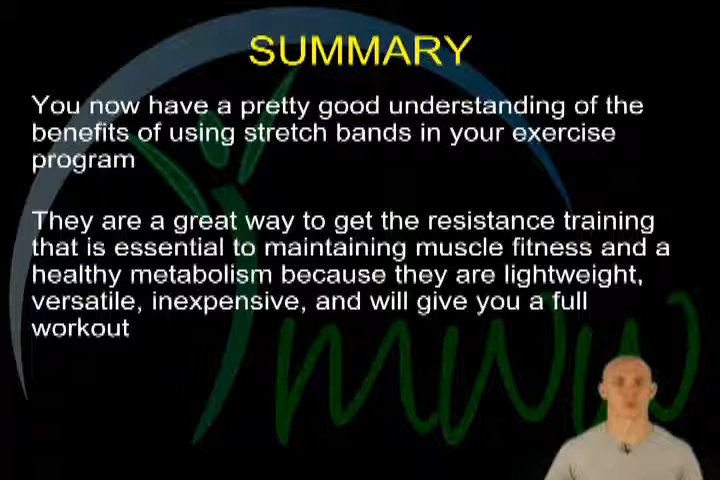 SUMMARY
You now have a pretty good understanding of the
benefits of using stretch bands in your exercise
program
They are a great way to get the resistance training
that is essential to maintaining muscle fitness and a
healthy metabolism because they are lightweight,
versatile, inexpensive, and will give you a full
workout
mww